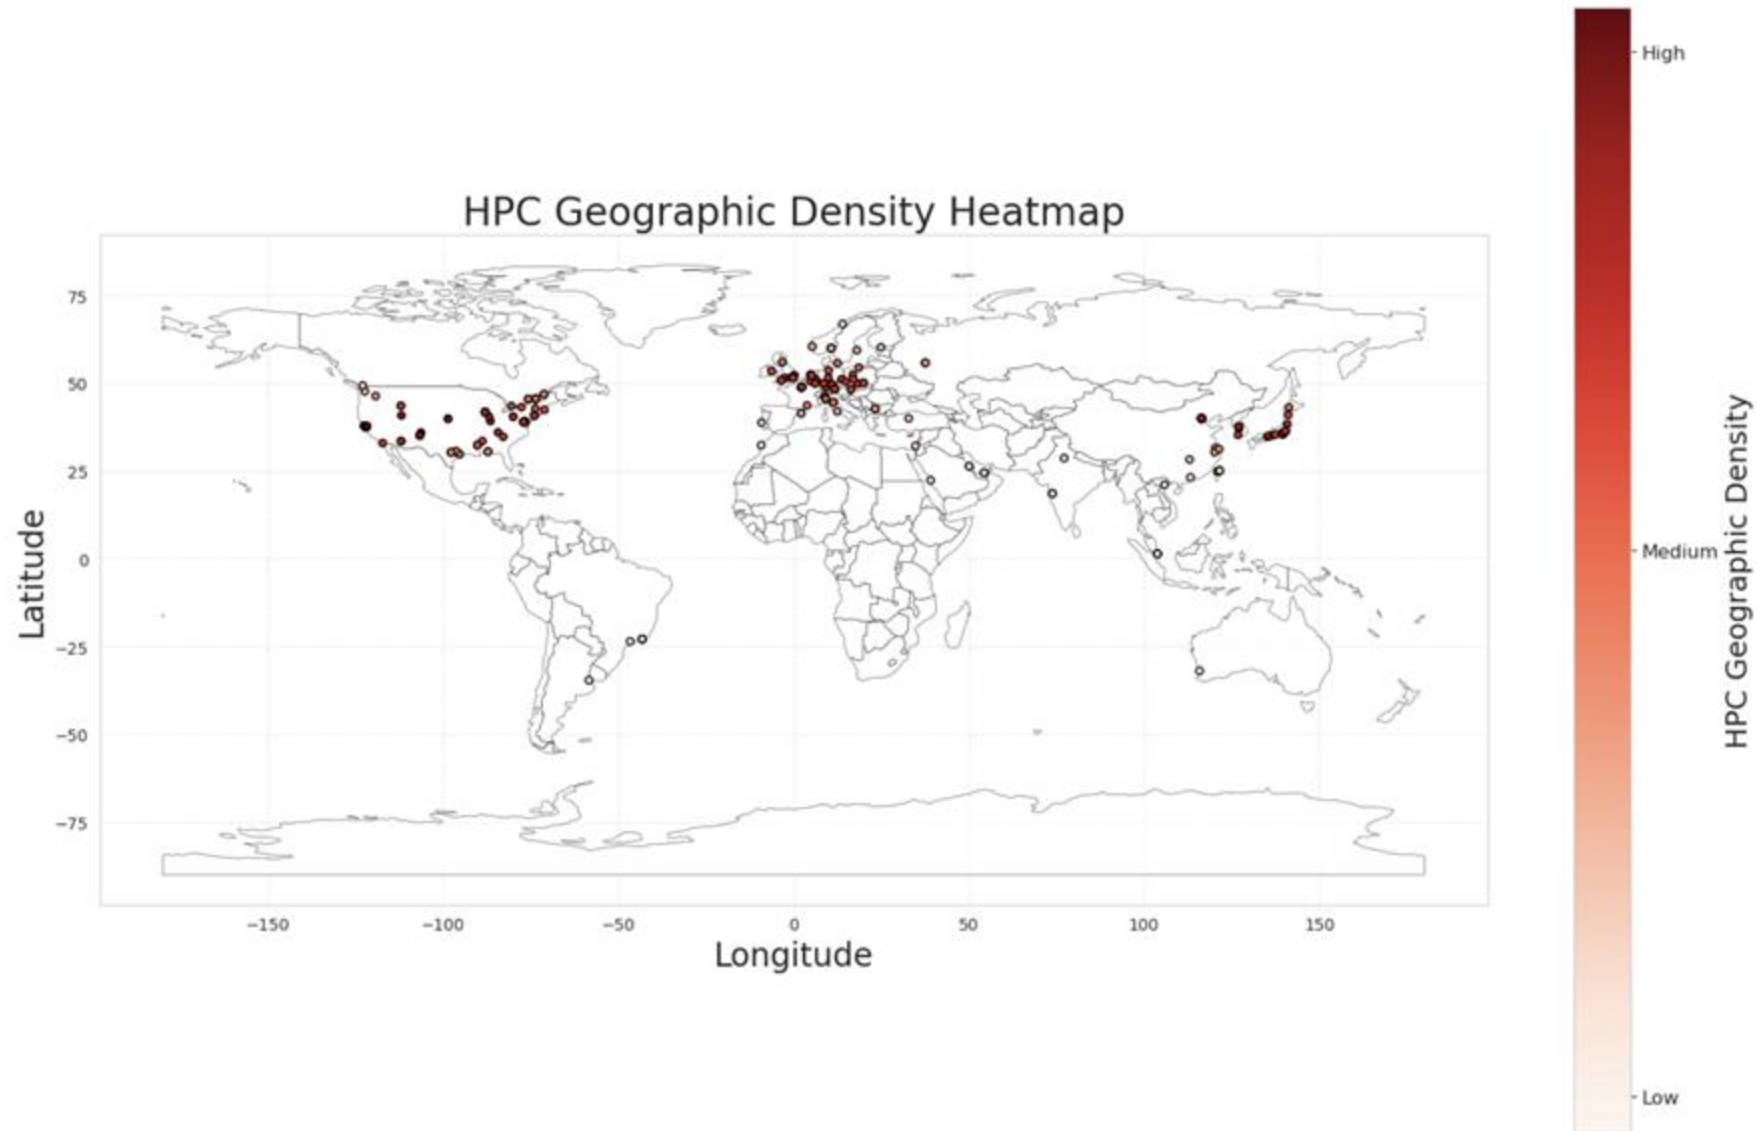 HPC Geographic Density Heatmap
High
Medium
Low
HPC Geographic Density
75
50
25
0
−25
−50
−75
Latitude
−150
−100
−50
0
50
100
150
Longitude